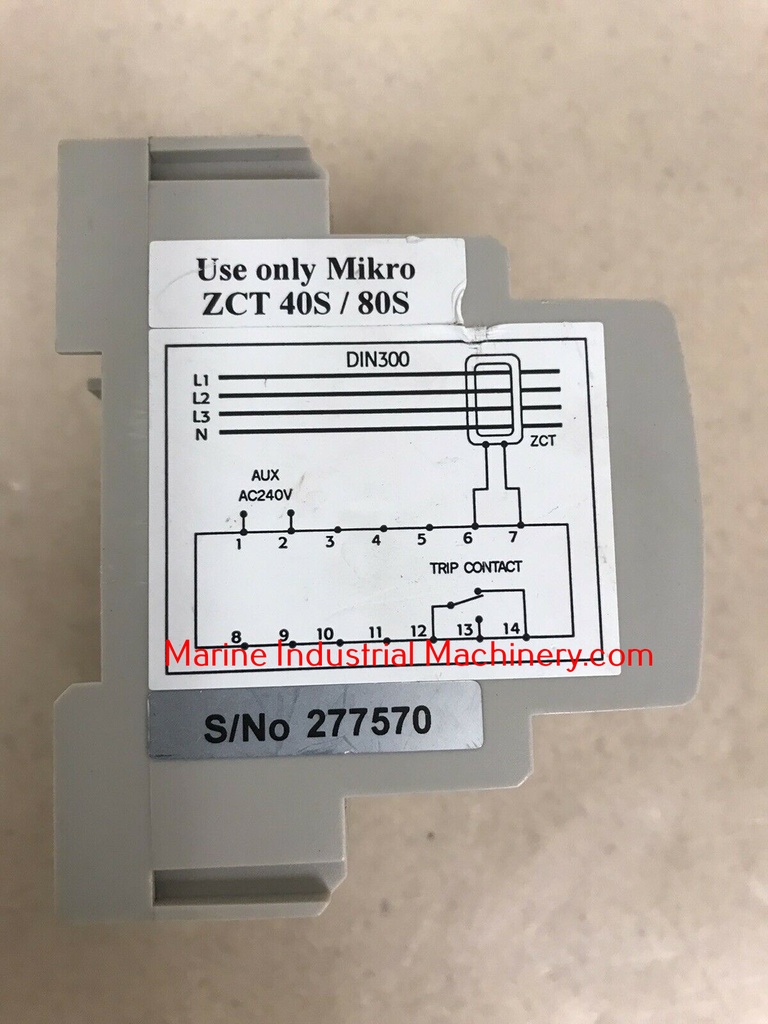 Use only Mikro
ZCT 40S / 80S
DIN300
L1
L2
L3
N
ZCT
AUX
AC240V
1 2 3 4 5 6 7
TRIP CONTACT
8 9 10 11 12 13 14
Marine Industrial Machinery.com
S/No 277570